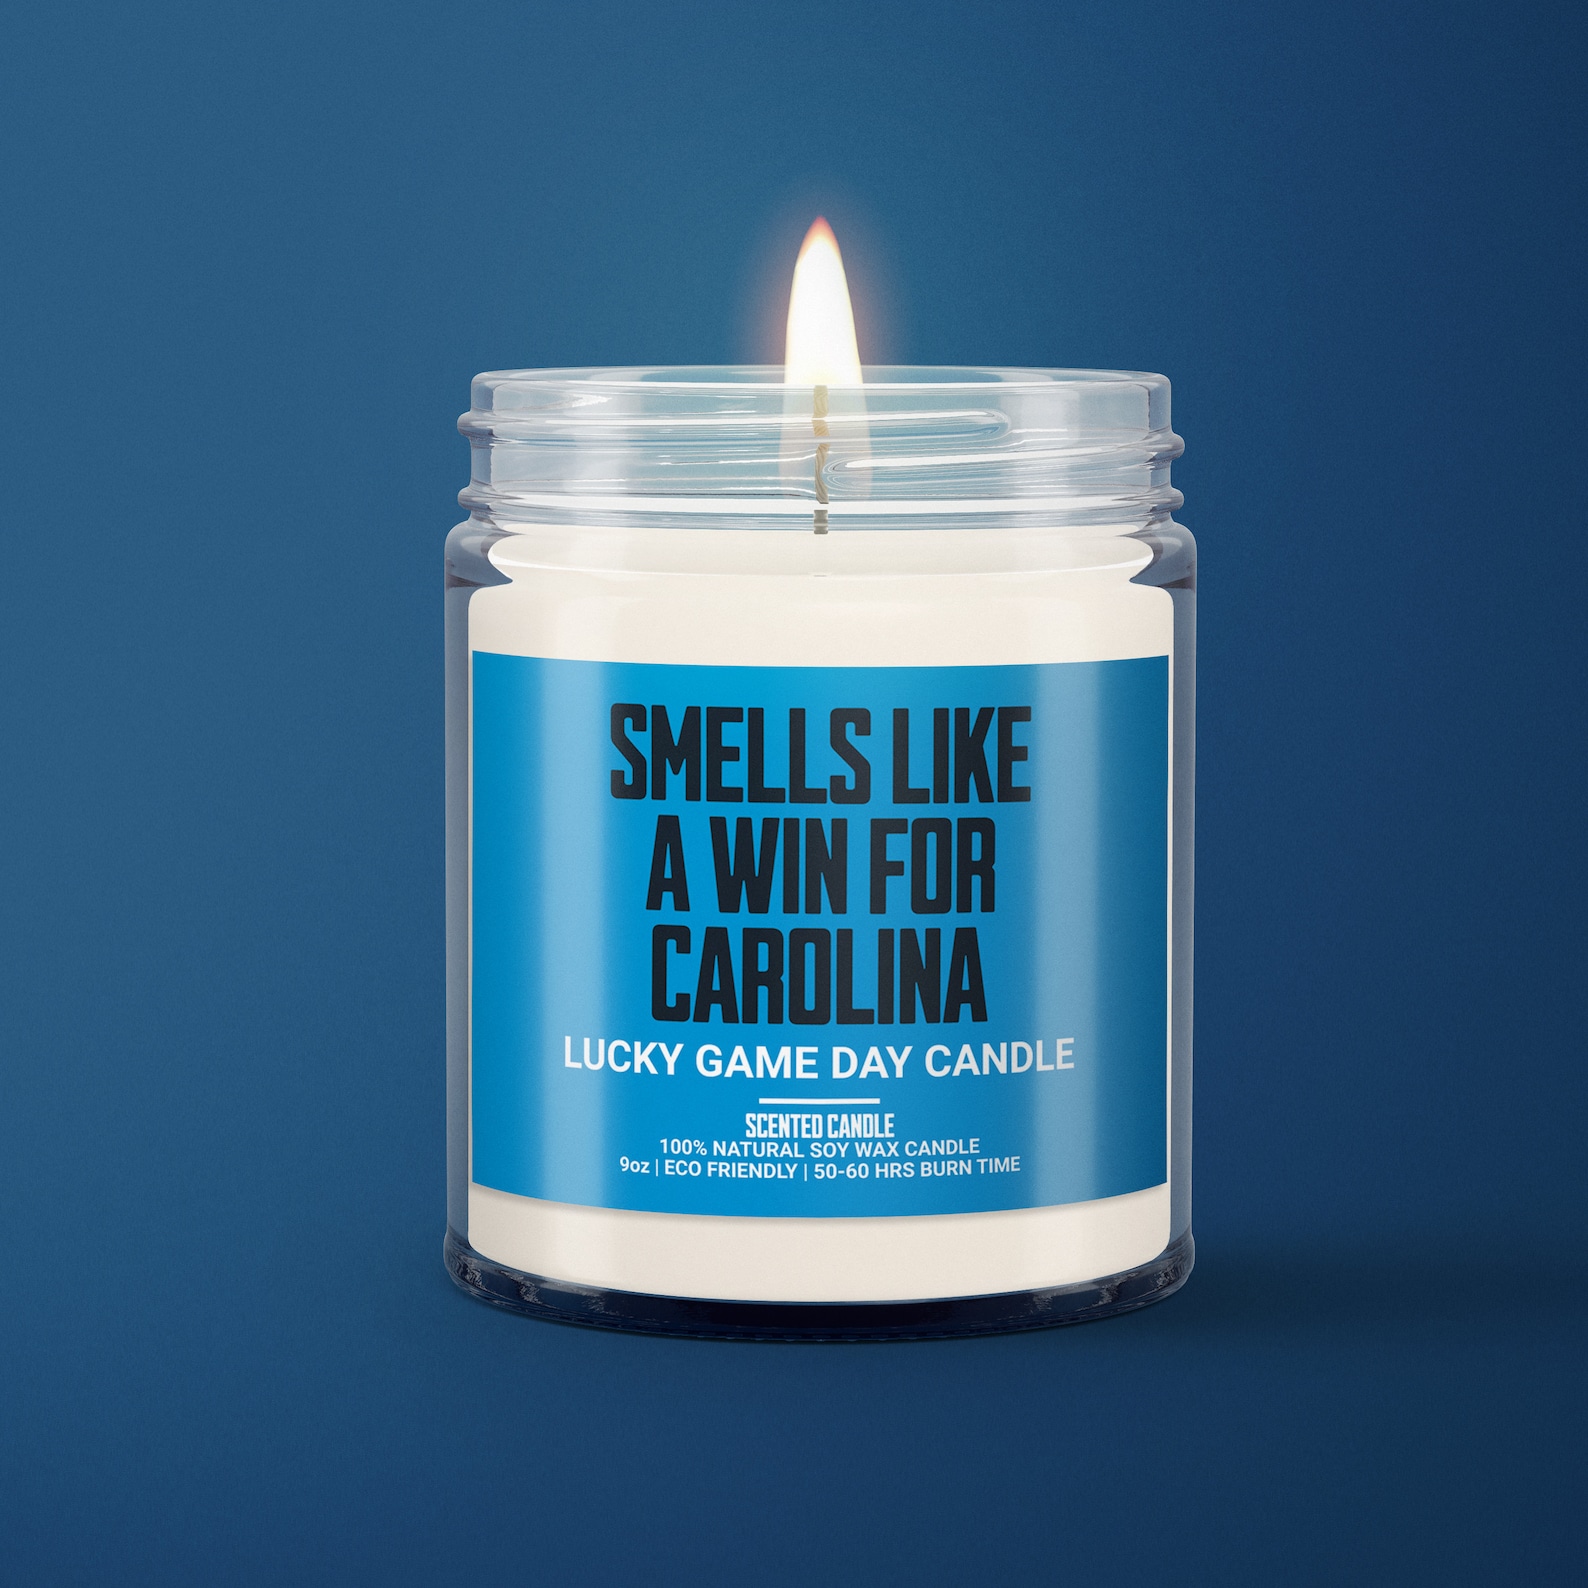 SMELLS LIKE
A WIN FOR
CAROLINA
LUCKY GAME DAY CANDLE
SCENTED CANDLE
100% NATURAL SOY WAX CANDLE
9oz | ECO FRIENDLY | 50-60 HRS BURN TIME